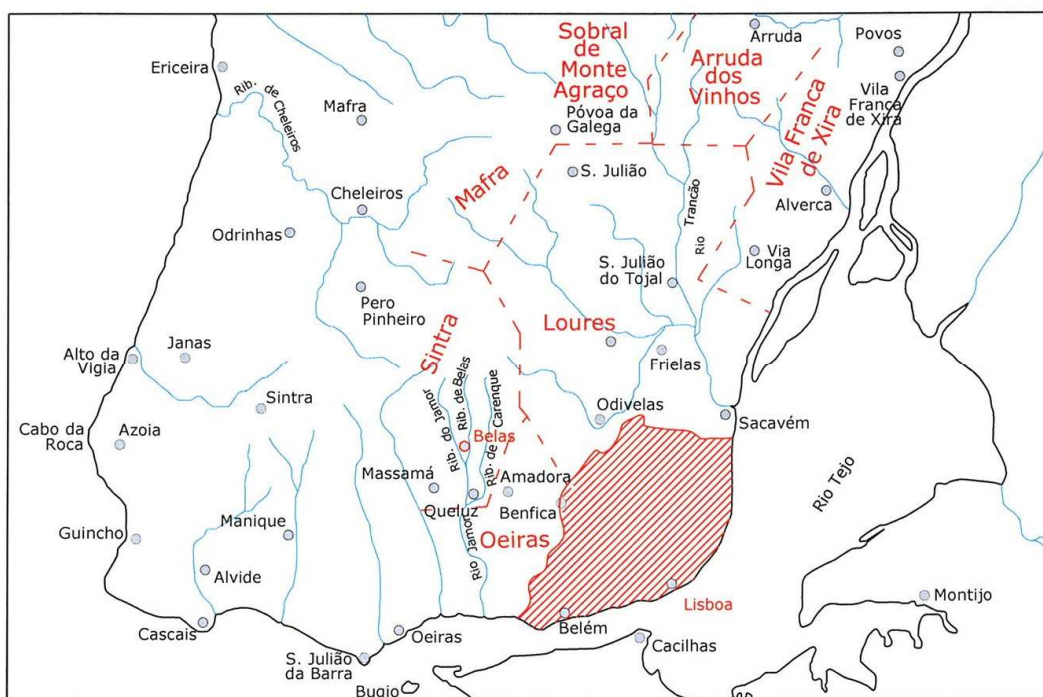 Sobral
de
Monte
Agraço
Arruda
Povos
Arruda
dos
Vinhos
Ericeira
Rib. de Cheleiros
Mafra
Póvoa da
Galega
Vila
França
de Xira
Vila Franca
de Xira
S. Julião
Mafra
Cheleiros
Rio Trancão
Alverca
Odrinhas
Via
Longa
S. Julião
do Tojal
Pero
Pinheiro
Sintra
Loures
Janas
Alto da
Vigia
Frielas
Rib. do Jamor
Rib. de Belas
Rib. de Carenque
Sintra
Odivelas
Sacavém
Cabo da
Roca
Azoia
Belas
Massamá
Amadora
Rio Tejo
Queluz
Benfica
Manique
Guincho
Rio Jamor
Oeiras
Alvide
Lisboa
Montijo
Cascais
Oeiras
Belém
Cacilhas
S. Julião
da Barra
Bugio